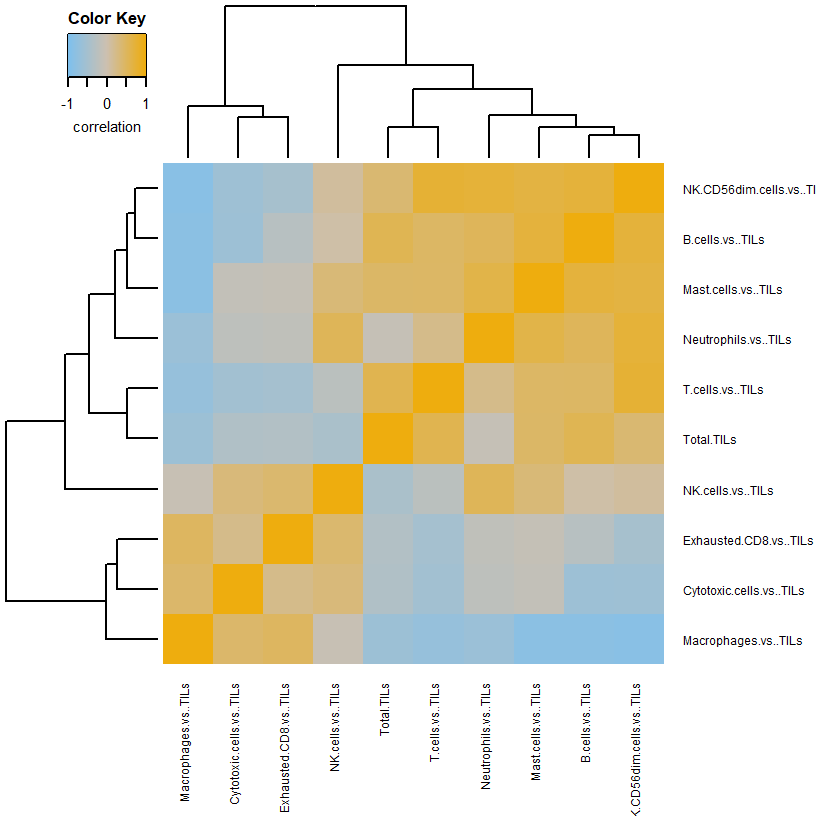 Color Key
-1 0 1
correlation
NK.CD56dim.cells.vs..TI
B.cells.vs..TILs
Mast.cells.vs..TILs
Neutrophils.vs..TILs
T.cells.vs..TILs
Total.TILs
NK.cells.vs..TILs
Exhausted.CD8.vs..TILs
Cytotoxic.cells.vs..TILs
Macrophages.vs..TILs
Macrophages.vs..TILs
Cytotoxic.cells.vs..TILs
Exhausted.CD8.vs..TILs
NK.cells.vs..TILs
Total.TILs
T.cells.vs..TILs
Neutrophils.vs..TILs
Mast.cells.vs..TILs
B.cells.vs..TILs
K.CD56dim.cells.vs..TILs